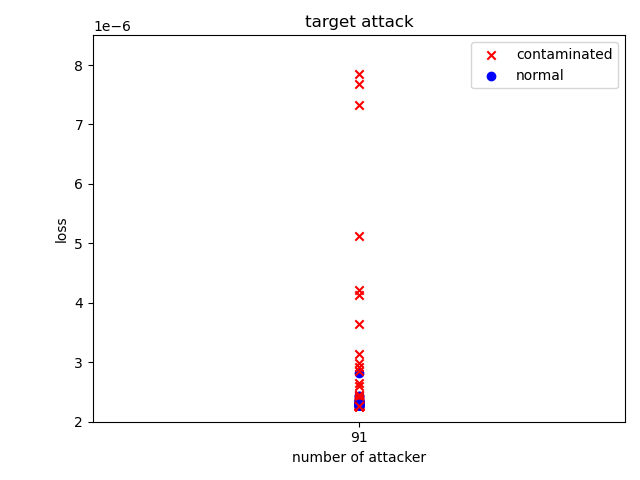 target attack
1e−6
contaminated
normal
8
7
6
5
4
3
2
loss
91
number of attacker